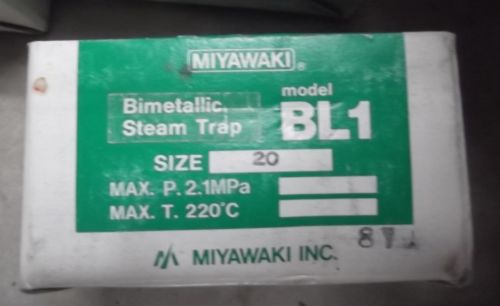 MIYAWAKI®
Bimetallic
Steam Trap
model
BL1
SIZE 20
MAX. P. 2.1MPa
MAX. T. 220°C
MIYAWAKI INC.